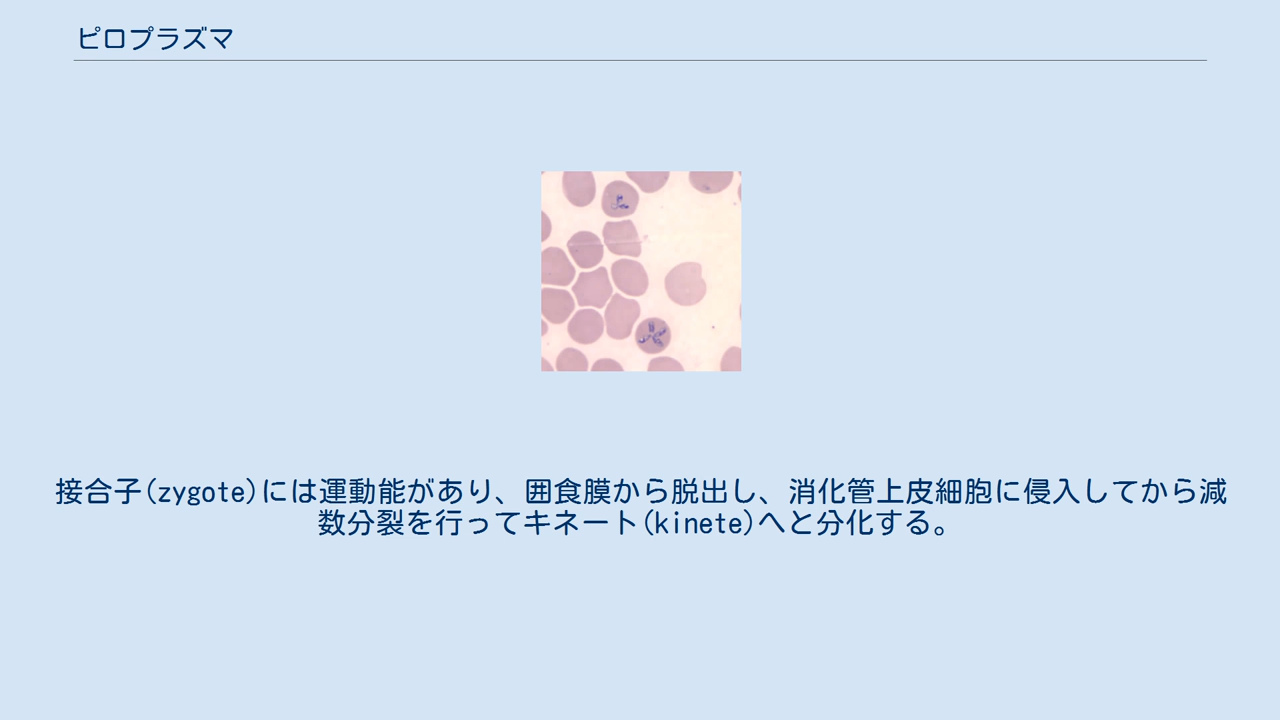 ピロプラズマ
接合子(zygote)には運動能があり、囲食膜から脱出し、消化管上皮細胞に侵入してから減
数分裂を行ってキネート(kinete)へと分化する。